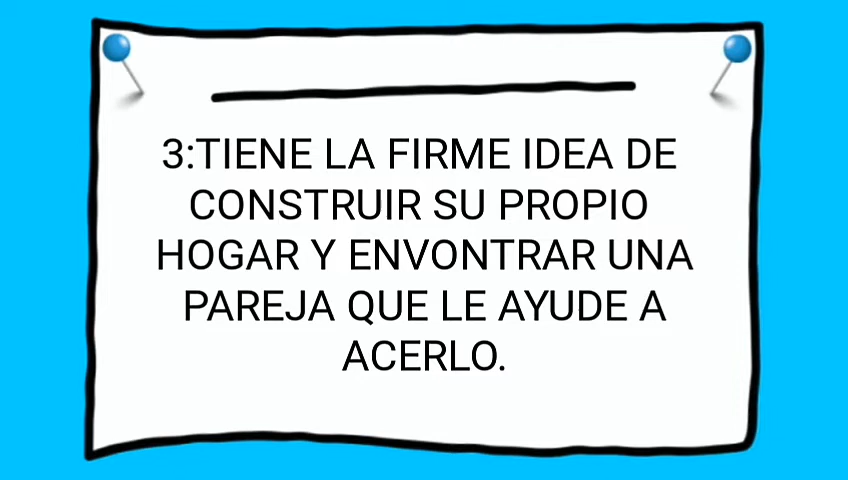 3:TIENE LA FIRME IDEA DE
CONSTRUIR SU PROPIO
HOGAR Y ENVONTRAR UNA
PAREJA QUE LE AYUDE A
ACERLO.